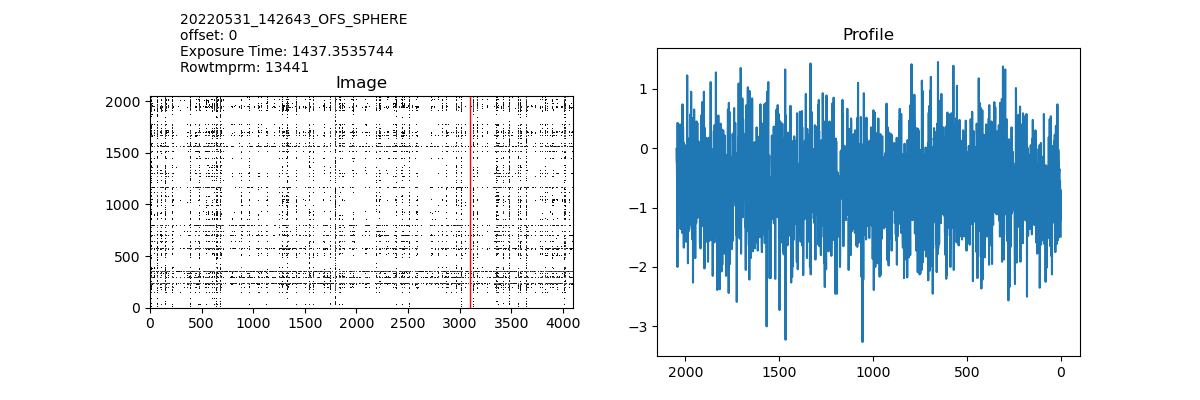 20220531_142643_OFS_SPHERE
offset: 0
Exposure Time: 1437.3535744
Rowtmprm: 13441
Image
2000
1500
1000
500
0
0 500 1000 1500 2000 2500 3000 3500 4000
Profile
1
0
−1
−2
−3
2000 1500 1000 500 0